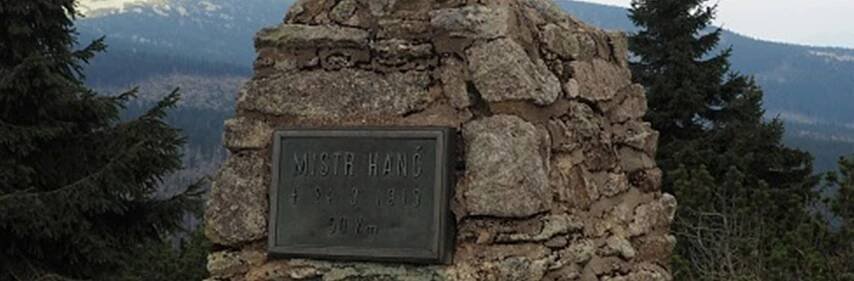 MISTR HANČ
† 24. 3. 1913
50 Km